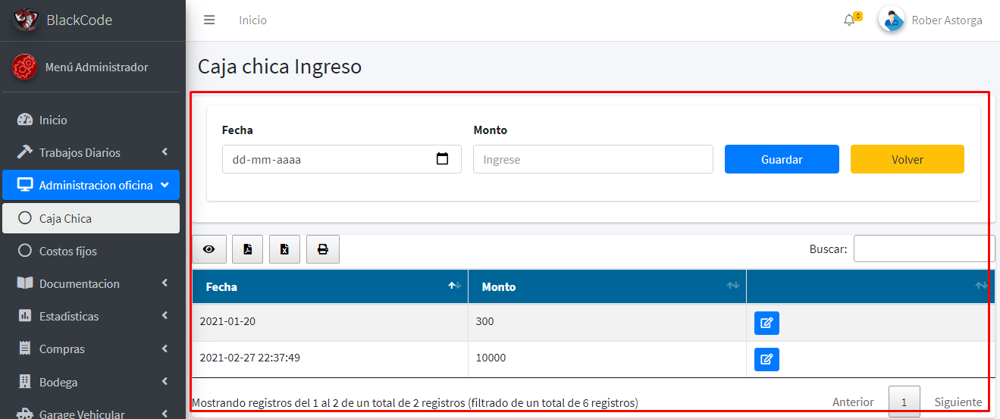 BlackCode
Inicio
0
Rober Astorga
Menú Administrador
Caja chica Ingreso
Inicio
Trabajos Diarios
Administracion oficina
Caja Chica
Costos fijos
Documentacion
Estadisticas
Compras
Bodega
Garage Vehicular
Fecha
Monto
dd-mm-aaaa
Ingrese
Guardar
Volver
Buscar:
Fecha
Monto
2021-01-20
300
2021-02-27 22:37:49
10000
Mostrando registros del 1 al 2 de un total de 2 registros (filtrado de un total de 6 registros)
Anterior
1
Siguiente